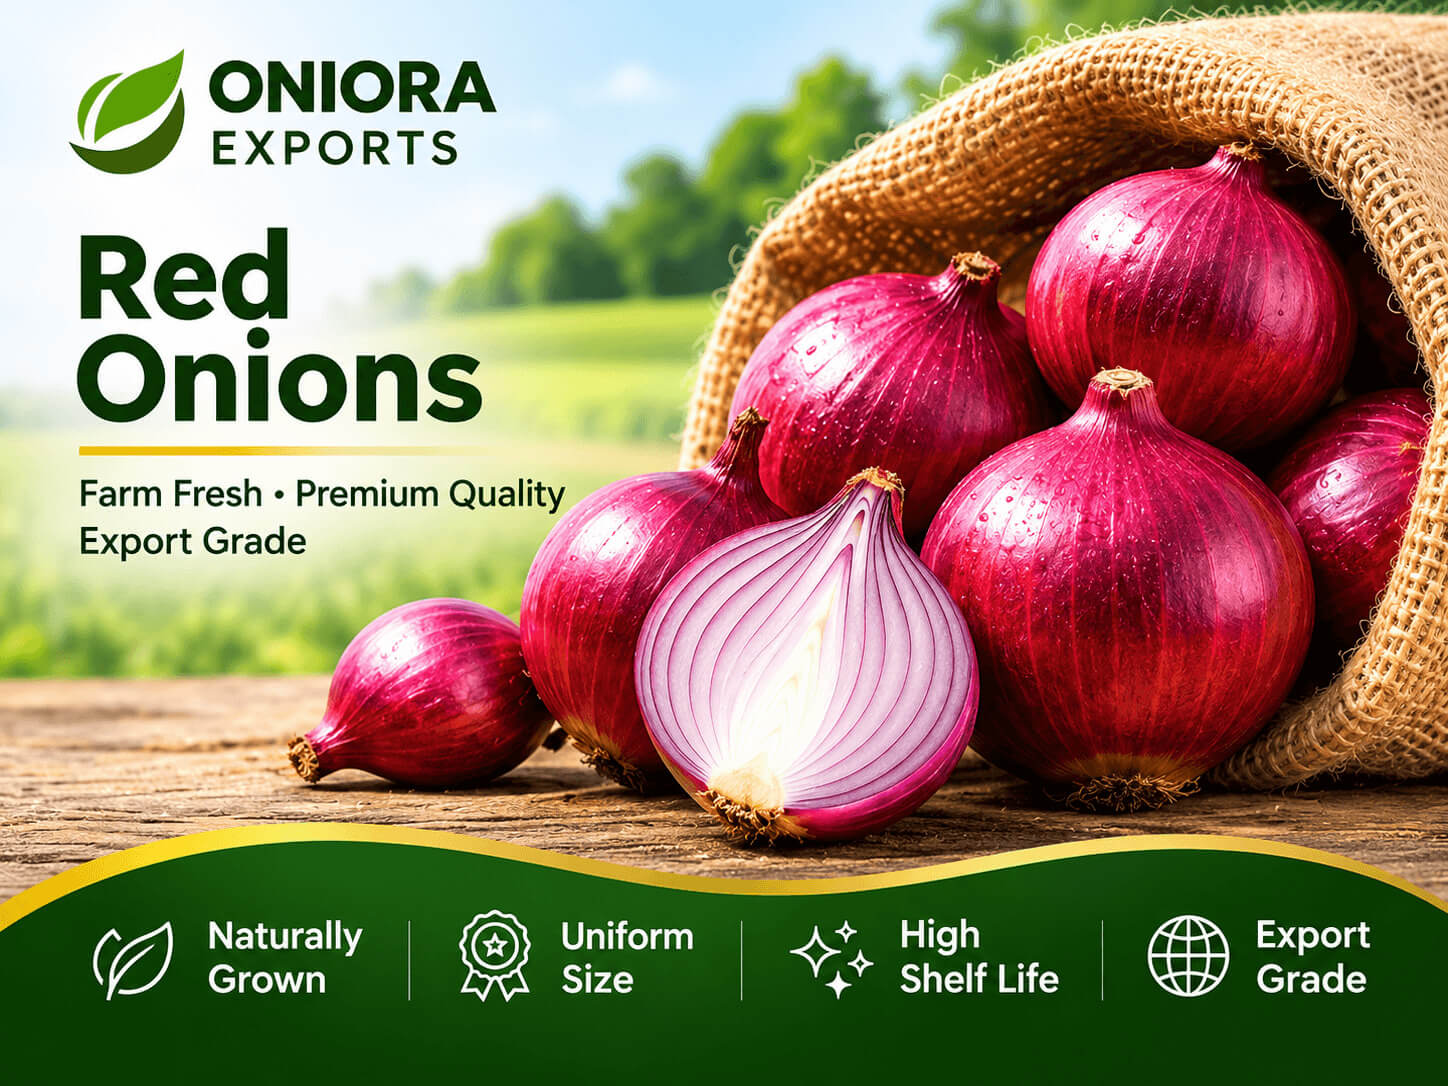 ONIORA
EXPORTS
Red
Onions
Farm Fresh • Premium Quality
Export Grade
Naturally
Grown
Uniform
Size
High
Shelf Life
Export
Grade